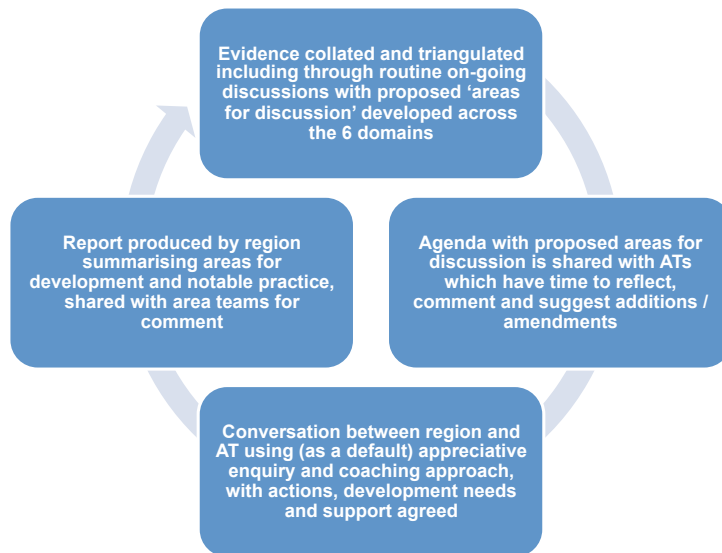 Evidence collated and triangulated
including through routine on-going
discussions with proposed ‘areas
for discussion’ developed across
the 6 domains
Agenda with proposed areas for
discussion is shared with ATs
which have time to reflect,
comment and suggest additions /
amendments
Conversation between region and
AT using (as a default) appreciative
enquiry and coaching approach,
with actions, development needs
and support agreed
Report produced by region
summarising areas for
development and notable practice,
shared with area teams for
comment